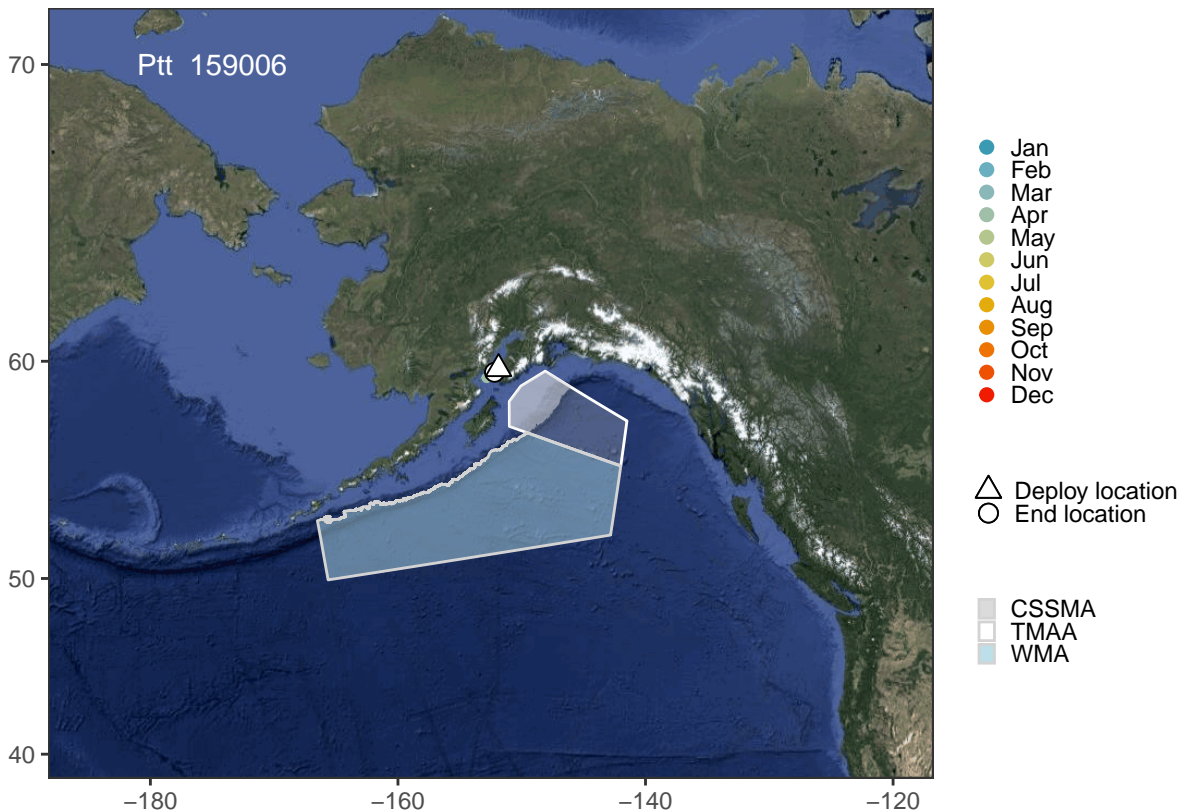 Ptt 159006
70
60
50
40
−180
−160
−140
−120
Jan
Feb
Mar
Apr
May
Jun
Jul
Aug
Sep
Oct
Nov
Dec
Deploy location
End location
CSSMA
TMAA
WMA